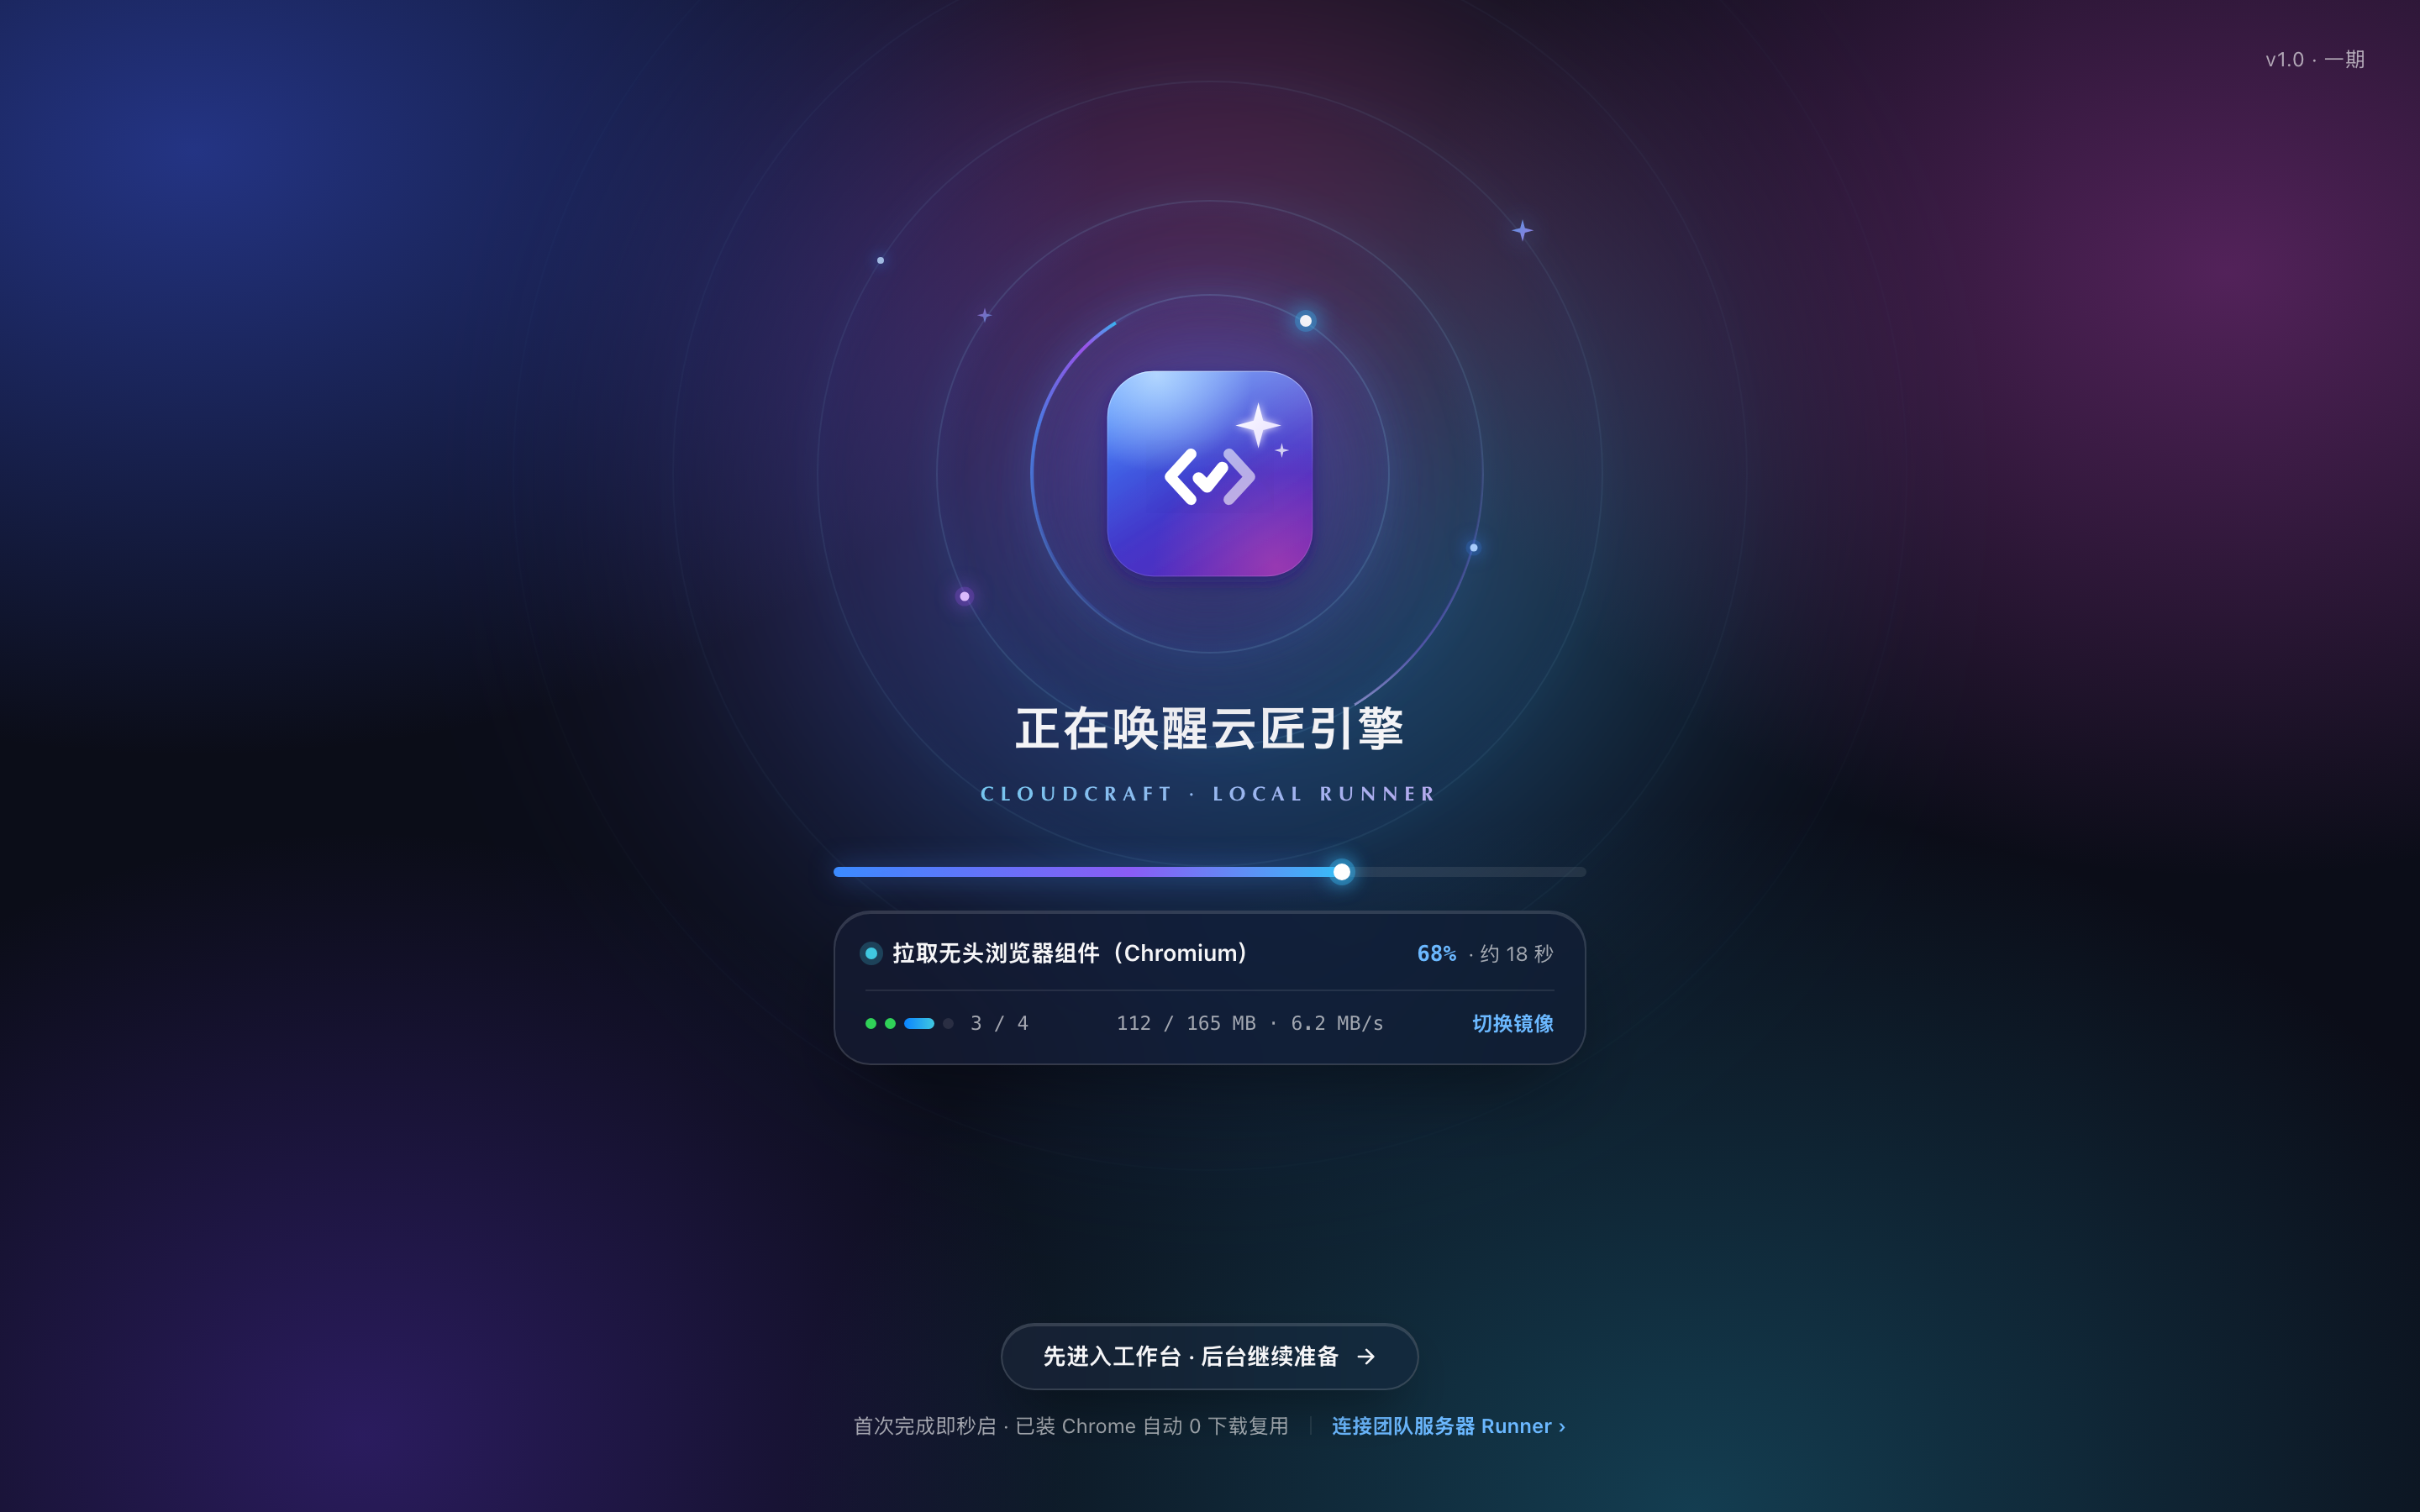 v1.0 · 一期
正在唤醒云匠引擎
CLOUDCRAFT · LOCAL RUNNER
拉取无头浏览器组件（Chromium） 68% · 约 18 秒
3 / 4 112 / 165 MB · 6.2 MB/s 切换镜像
先进入工作台 · 后台继续准备 →
首次完成即秒启 · 已装 Chrome 自动 0 下载复用 | 连接团队服务器 Runner ›